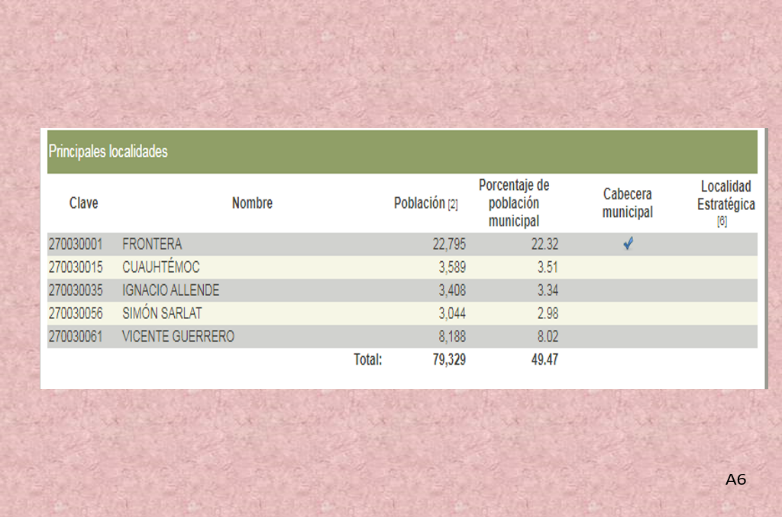 Principales localidades
Clave Nombre Población [2] Porcentaje de población municipal Cabecera municipal Localidad Estratégica [6]
270030001 FRONTERA 22,795 22.32 ✔
270030015 CUAUHTÉMOC 3,589 3.51
270030035 IGNACIO ALLENDE 3,408 3.34
270030056 SIMÓN SARLAT 3,044 2.98
270030061 VICENTE GUERRERO 8,188 8.02
Total: 79,329 49.47
A6